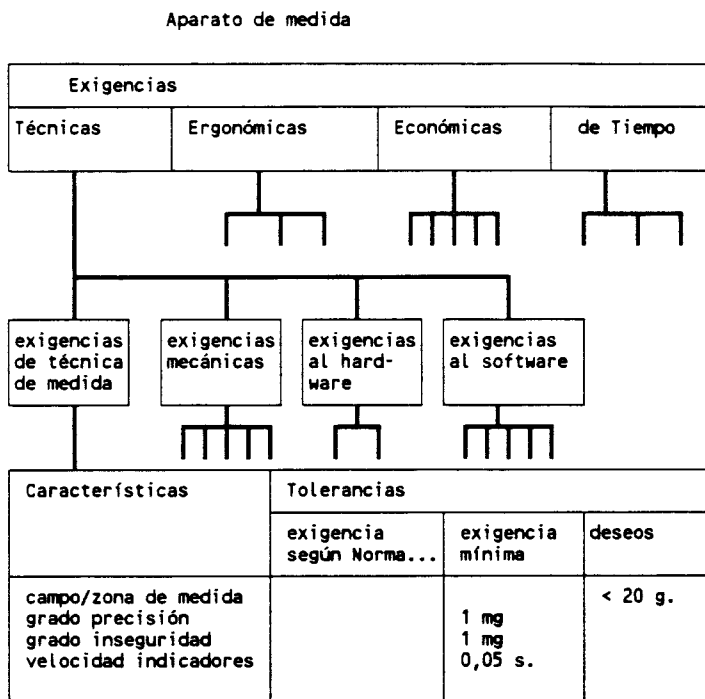 Aparato de medida
Exigencias
Técnicas
Ergonómicas
Económicas
de Tiempo
exigencias
de técnica
de medida
exigencias
mecánicas
exigencias
al hard-
ware
exigencias
al software
Características
Tolerancias
exigencia
según Norma...
exigencia
mínima
deseos
campo/zona de medida
< 20 g.
grado precisión
1 mg
grado inseguridad
1 mg
velocidad indicadores
0,05 s.